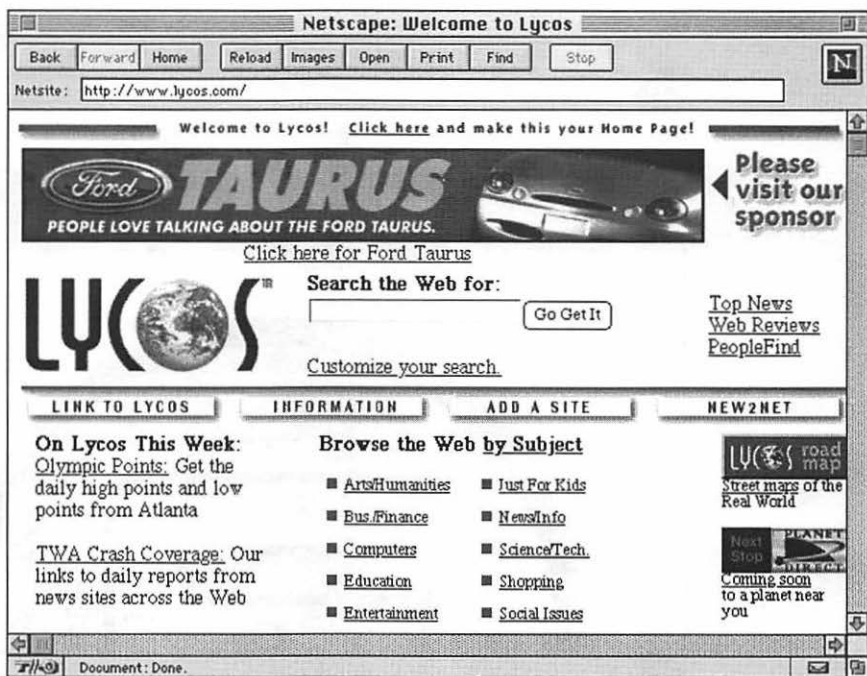 Netscape: Welcome to Lycos
Back Forward Home Reload Images Open Print Find Stop
N
Netsite: http://www.lycos.com/
Welcome to Lycos! Click here and make this your Home Page!
Ford TAURUS
PEOPLE LOVE TALKING ABOUT THE FORD TAURUS.
Please
visit our
sponsor
Click here for Ford Taurus
LYCOS
Search the Web for:
Go Get It
Customize your search.
Top News
Web Reviews
PeopleFind
LINK TO LYCOS INFORMATION ADD A SITE NEW2NET
On Lycos This Week:
Olympic Points: Get the
daily high points and low
points from Atlanta
TWA Crash Coverage: Our
links to daily reports from
news sites across the Web
Browse the Web by Subject
Arts/Humanities
Bus./Finance
Computers
Education
Entertainment
Just For Kids
News/Info
Science/Tech.
Shopping
Social Issues
LYCOS road
map
Street maps of the
Real World
Next
Stop
PLANET
DIRECT
Coming soon
to a planet near
you
Document: Done.